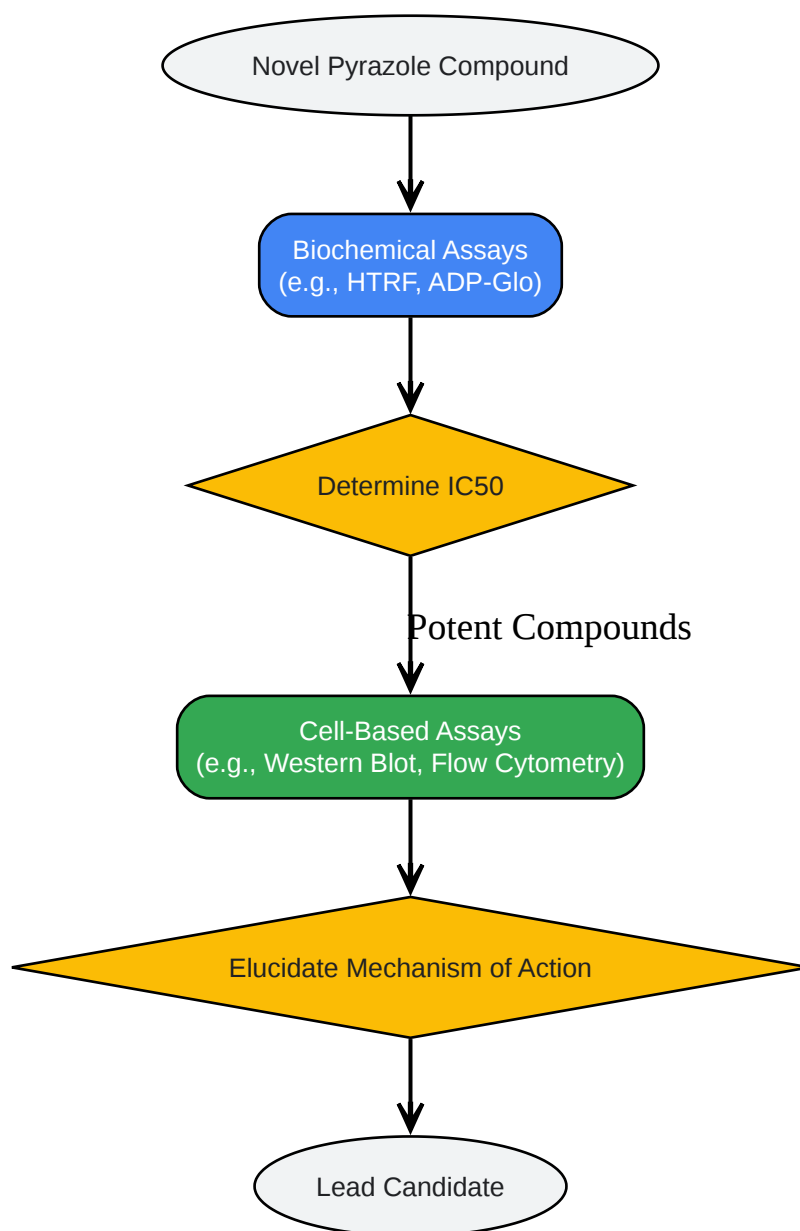 Novel Pyrazole Compound
Biochemical Assays
(e.g., HTRF, ADP-Glo)
Determine IC50
Potent Compounds
Cell-Based Assays
(e.g., Western Blot, Flow Cytometry)
Elucidate Mechanism of Action
Lead Candidate